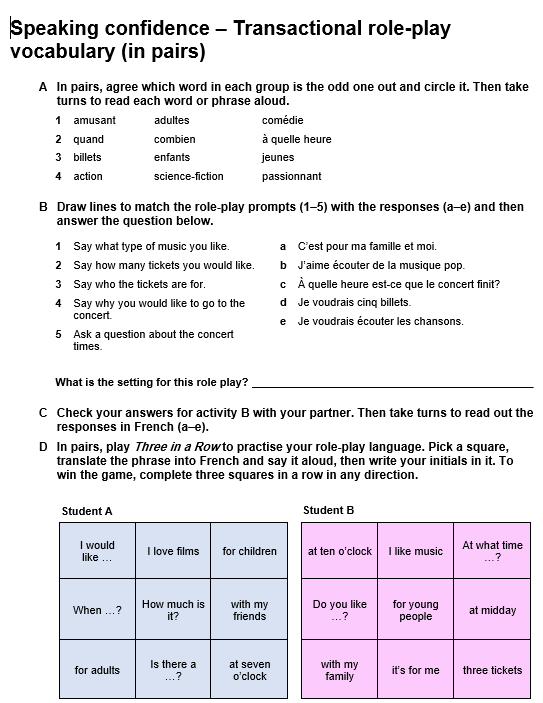 Speaking confidence – Transactional role-play
vocabulary (in pairs)
A In pairs, agree which word in each group is the odd one out and circle it. Then take
turns to read each word or phrase aloud.
1 amusant adultes comédie
2 quand combien à quelle heure
3 billets enfants jeunes
4 action science-fiction passionnant
B Draw lines to match the role-play prompts (1–5) with the responses (a–e) and then
answer the question below.
1 Say what type of music you like.
2 Say how many tickets you would like.
3 Say who the tickets are for.
4 Say why you would like to go to the
concert.
5 Ask a question about the concert
times.
a C’est pour ma famille et moi.
b J’aime écouter de la musique pop.
c À quelle heure est-ce que le concert finit?
d Je voudrais cinq billets.
e Je voudrais écouter les chansons.
What is the setting for this role play?
C Check your answers for activity B with your partner. Then take turns to read out the
responses in French (a–e).
D In pairs, play Three in a Row to practise your role-play language. Pick a square,
translate the phrase into French and say it aloud, then write your initials in it. To
win the game, complete three squares in a row in any direction.
Student A
I would
like …
I love films
for children
When …?
How much is
it?
with my
friends
for adults
Is there a
…?
at seven
o’clock
Student B
at ten o’clock
I like music
At what time
…?
Do you like
…?
for young
people
at midday
with my
family
it’s for me
three tickets